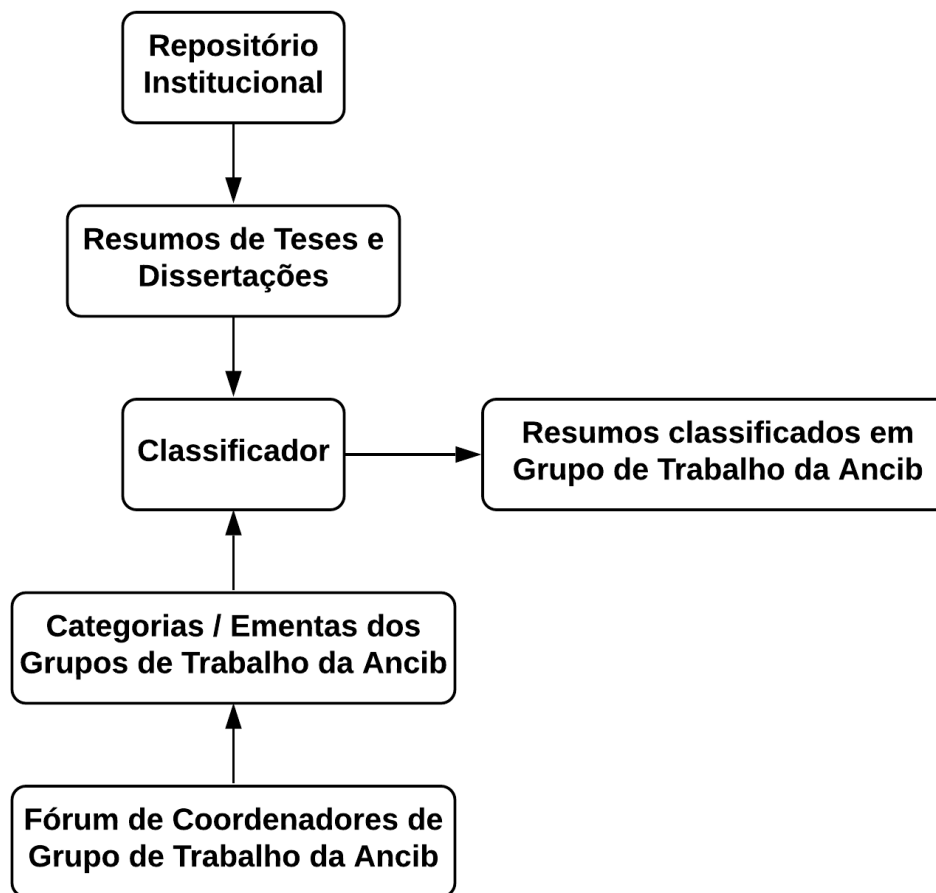 Repositório
Institucional
Resumos de Teses e
Dissertações
Classificador
Resumos classificados em
Grupo de Trabalho da Ancib
Categorias / Ementas dos
Grupos de Trabalho da Ancib
Fórum de Coordenadores de
Grupo de Trabalho da Ancib